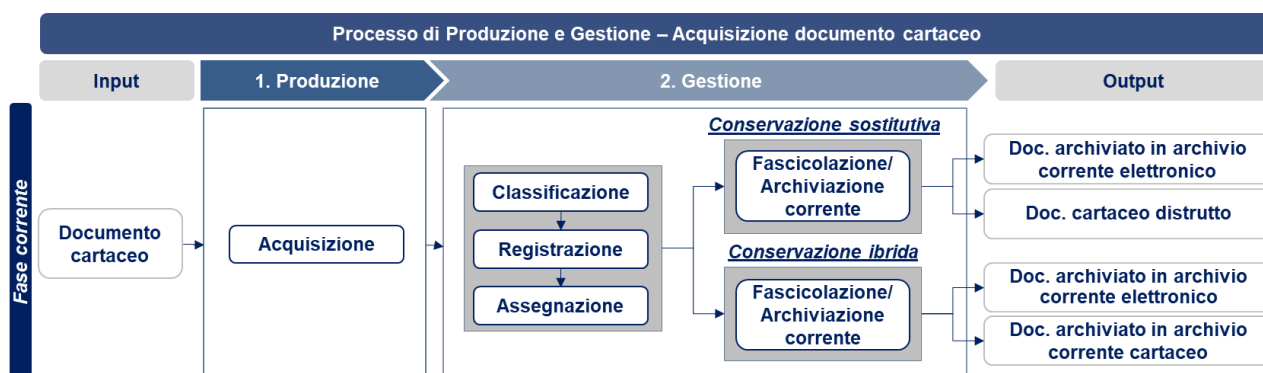 Processo di Produzione e Gestione – Acquisizione documento cartaceo
Input
1. Produzione
2. Gestione
Output
Fase corrente
Documento
cartaceo
Acquisizione
Classificazione
Registrazione
Assegnazione
Conservazione sostitutiva
Fascicolazione/
Archiviazione
corrente
Conservazione ibrida
Fascicolazione/
Archiviazione
corrente
Doc. archiviato in archivio
corrente elettronico
Doc. cartaceo distrutto
Doc. archiviato in archivio
corrente elettronico
Doc. archiviato in archivio
corrente cartaceo